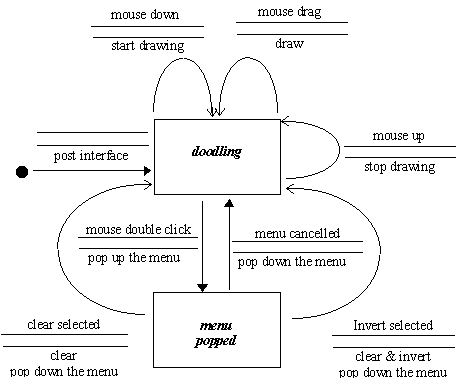 mouse down
start drawing
mouse drag
draw
post interface
doodling
mouse up
stop drawing
mouse double click
pop up the menu
menu cancelled
pop down the menu
clear selected
clear
pop down the menu
menu
popped
Invert selected
clear & invert
pop down the menu